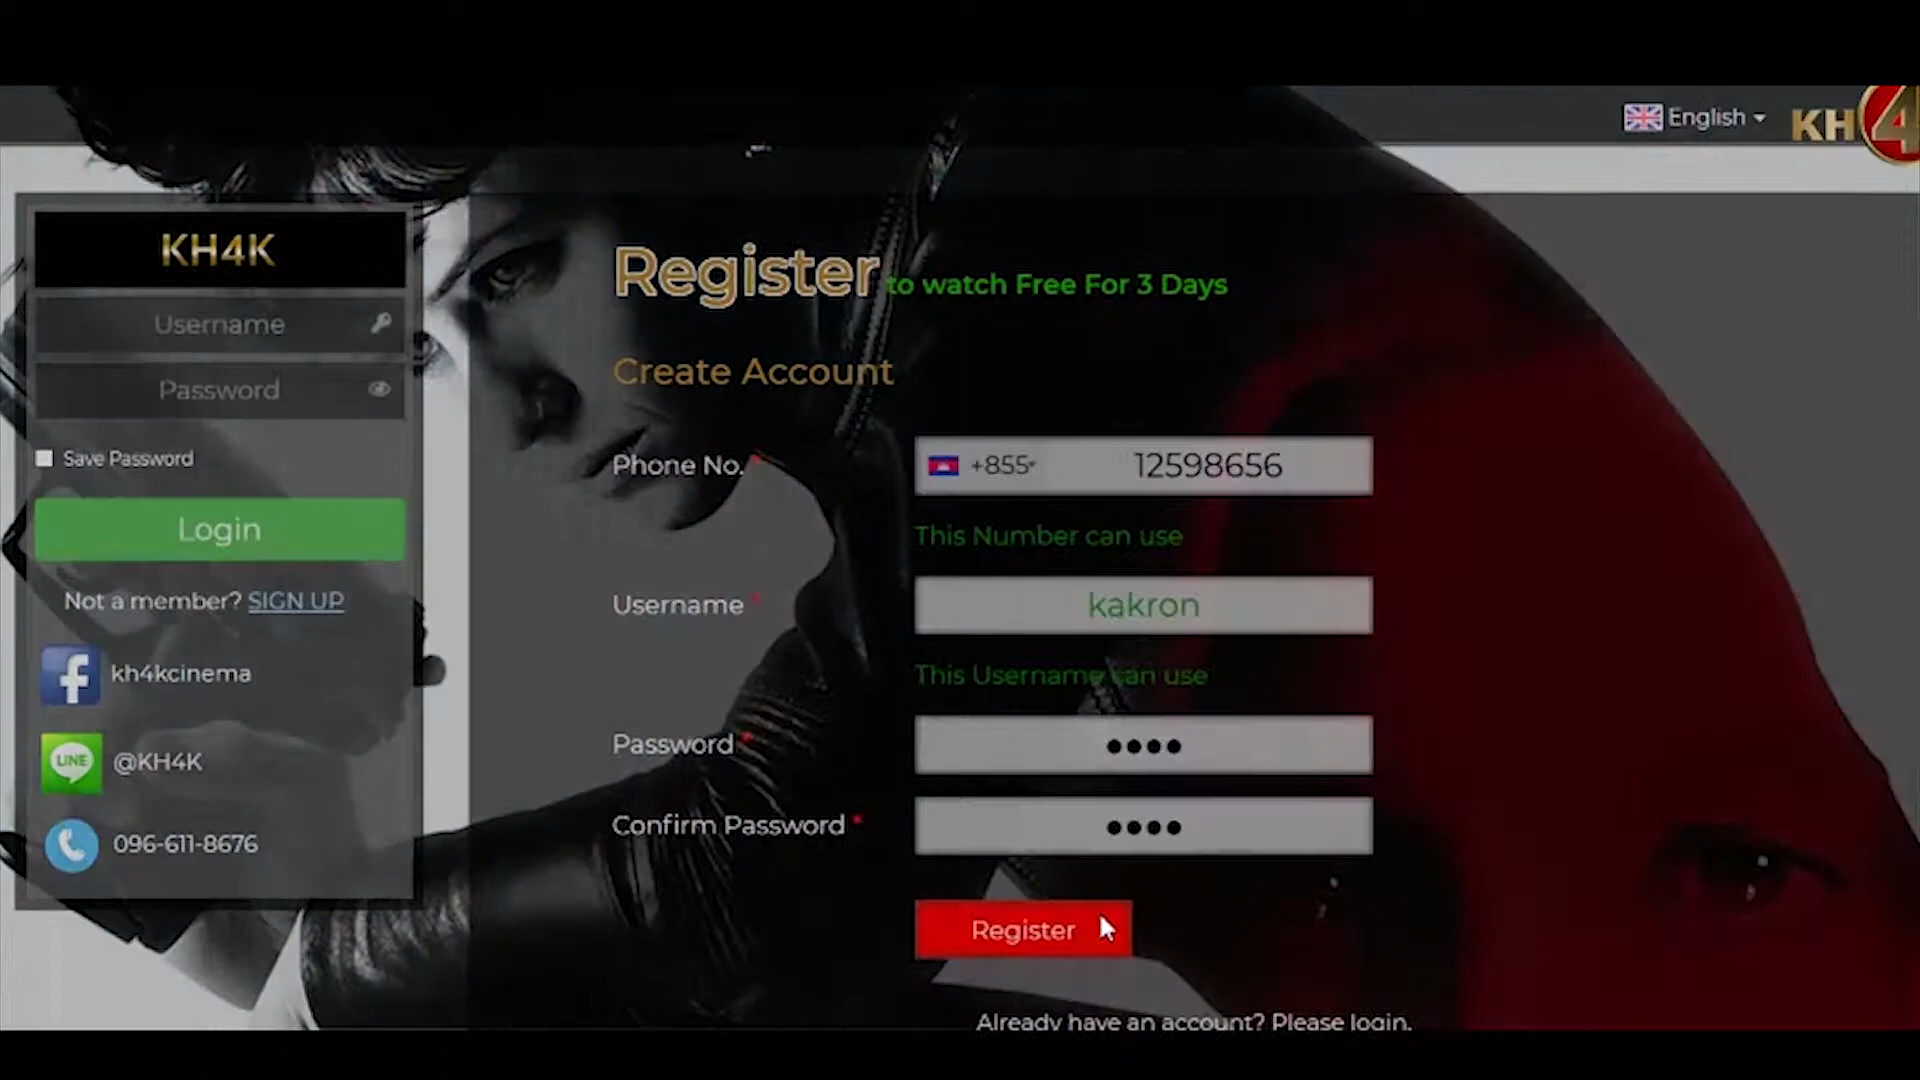 English
KH4
KH4K
Username
Password
Save Password
Login
Not a member? SIGN UP
kh4kcinema
LINE
@KH4K
096-611-8676
Register to watch Free For 3 Days
Create Account
Phone No. *
+855 12598656
This Number can use
Username *
kakron
This Username can use
Password *
Confirm Password *
Register
Already have an account? Please login.